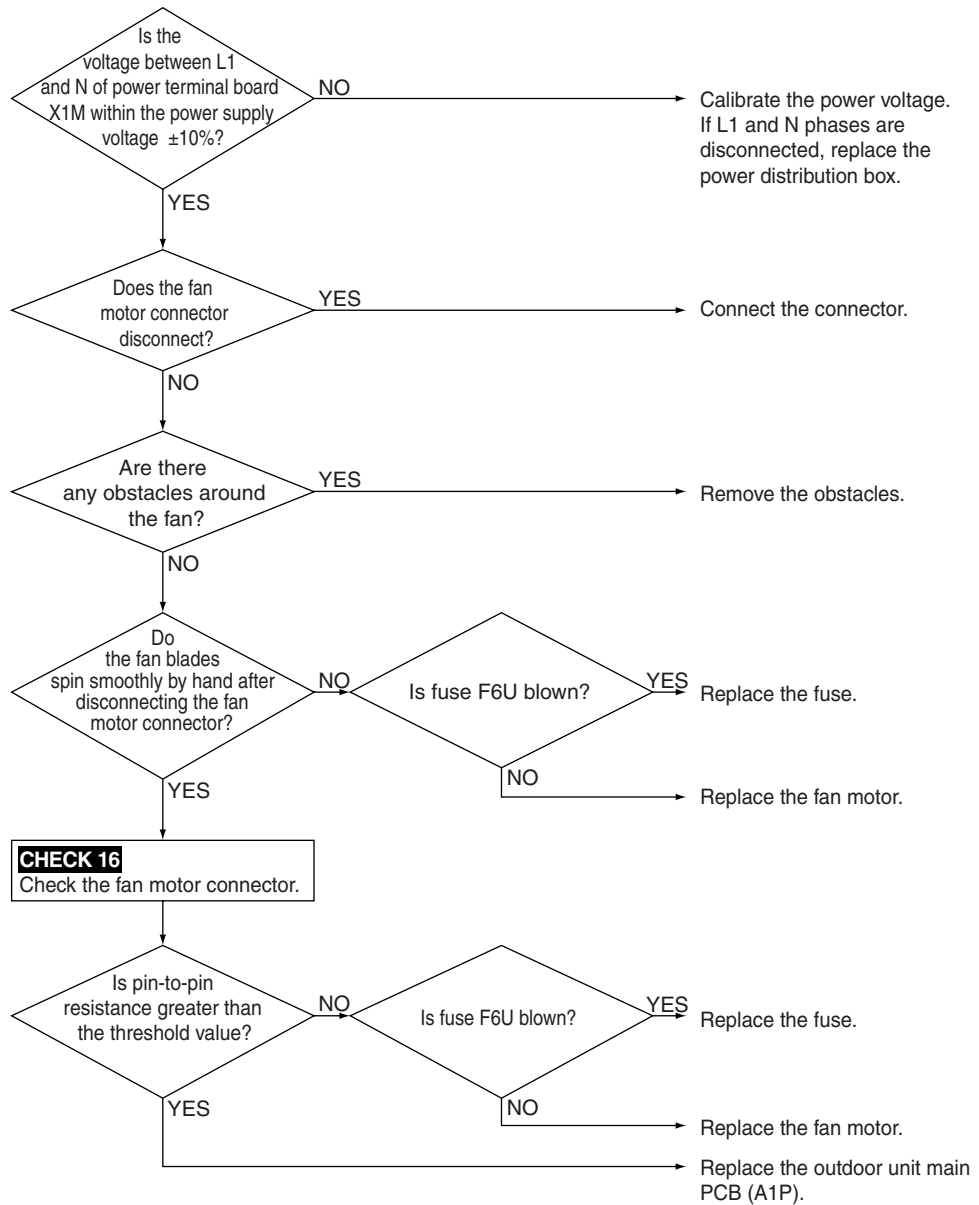 Is the
voltage between L1
and N of power terminal board
X1M within the power supply
voltage ±10%?
NO
Calibrate the power voltage.
If L1 and N phases are
disconnected, replace the
power distribution box.
YES
Does the fan
motor connector
disconnect?
YES
Connect the connector.
NO
Are there
any obstacles around
the fan?
YES
Remove the obstacles.
NO
Do
the fan blades
spin smoothly by hand after
disconnecting the fan
motor connector?
NO
Is fuse F6U blown?
YES
Replace the fuse.
NO
Replace the fan motor.
YES
CHECK 16
Check the fan motor connector.
Is pin-to-pin
resistance greater than
the threshold value?
NO
Is fuse F6U blown?
YES
Replace the fuse.
NO
Replace the fan motor.
YES
Replace the outdoor unit main
PCB (A1P).